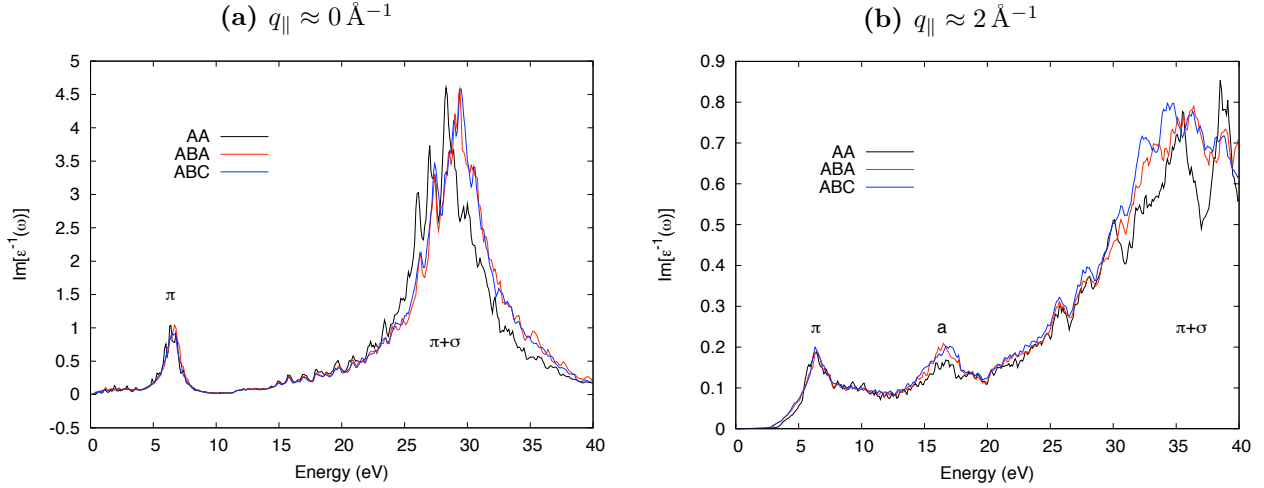 (a) q∥ ≈ 0 Å⁻¹
Im[ε⁻¹(ω)]
4.5
4
3.5
3
2.5
2
1.5
1
0.5
0
-0.5
AA
ABA
ABC
π
π+σ
0 5 10 15 20 25 30 35 40
Energy (eV)
(b) q∥ ≈ 2 Å⁻¹
Im[ε⁻¹(ω)]
0.9
0.8
0.7
0.6
0.5
0.4
0.3
0.2
0.1
0
AA
ABA
ABC
π
a
π+σ
0 5 10 15 20 25 30 35 40
Energy (eV)